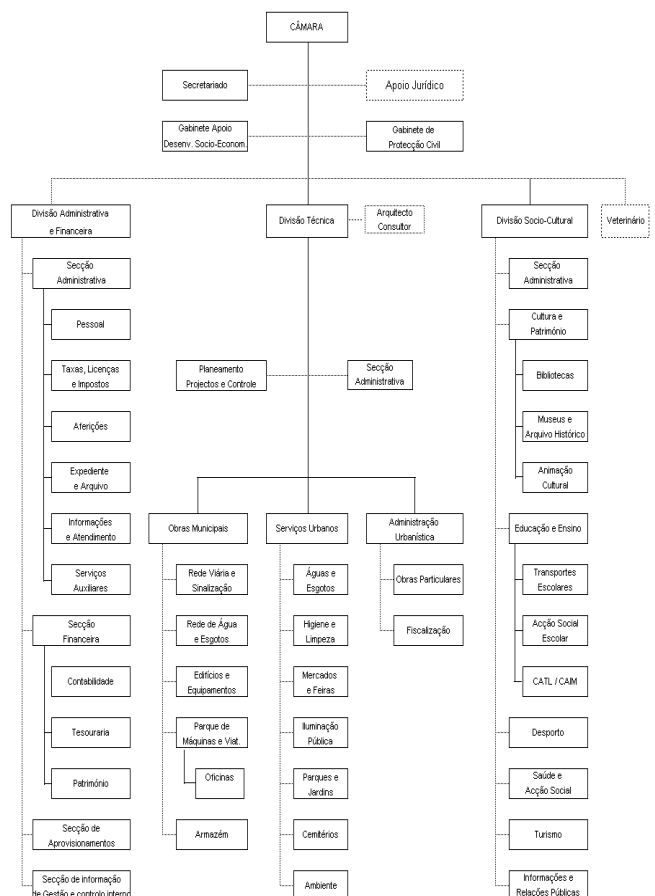 CÂMARA
Secretariado
Apoio Jurídico
Gabinete Apoio
Desenv. Socio-Econom.
Gabinete de
Protecção Civil
Divisão Administrativa
e Financeira
Divisão Técnica
Arquitecto
Consultor
Divisão Socio-Cultural
Veterinário
Secção
Administrativa
Pessoal
Taxas, Licenças
e Impostos
Aferições
Expediente
e Arquivo
Informações
e Atendimento
Serviços
Auxiliares
Secção
Financeira
Contabilidade
Tesouraria
Património
Secção de
Aprovisionamentos
Secção de informação
de Gestão e controlo interno
Planeamento
Projectos e Controle
Secção
Administrativa
Obras Municipais
Rede Viária e
Sinalização
Rede de Água
e Esgotos
Edifícios e
Equipamentos
Parque de
Máquinas e Viat.
Oficinas
Armazém
Serviços Urbanos
Águas e
Esgotos
Higiene e
Limpeza
Mercados
e Feiras
Iluminação
Pública
Parques e
Jardins
Cemitérios
Ambiente
Administração
Urbanística
Obras Particulares
Fiscalização
Secção
Administrativa
Cultura e
Património
Bibliotecas
Museus e
Arquivo Histórico
Animação
Cultural
Educação e Ensino
Transportes
Escolares
Acção Social
Escolar
CATL / CAIM
Desporto
Saúde e
Acção Social
Turismo
Informações e
Relações Públicas